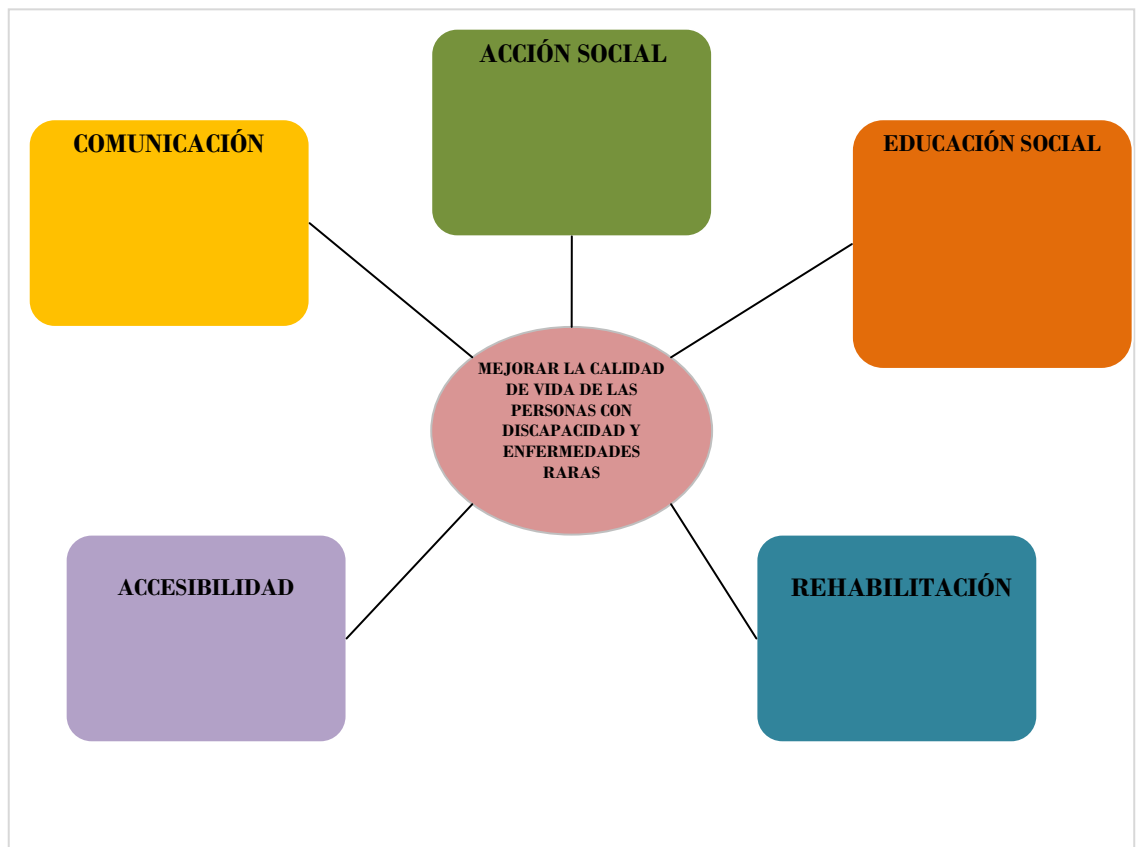 ACCIÓN SOCIAL
COMUNICACIÓN
EDUCACIÓN SOCIAL
MEJORAR LA CALIDAD
DE VIDA DE LAS
PERSONAS CON
DISCAPACIDAD Y
ENFERMEDADES
RARAS
ACCESIBILIDAD
REHABILITACIÓN